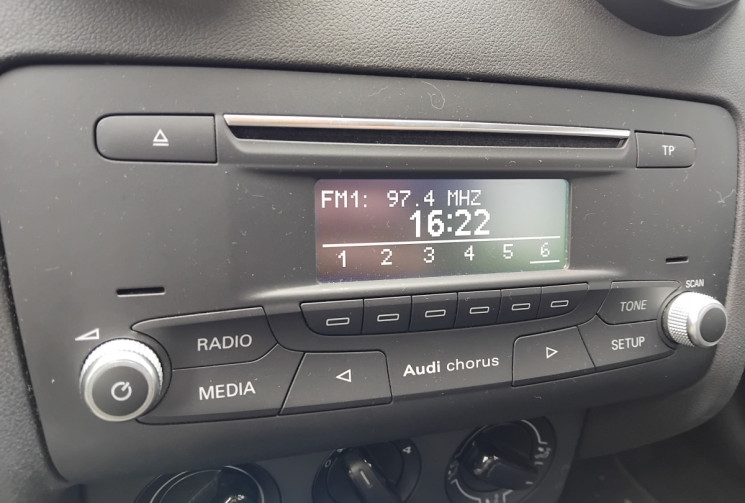 TP
FM1: 97.4 MHZ
16:22
1 2 3 4 5 6
SCAN
RADIO
TONE
MEDIA
Audi chorus
SETUP